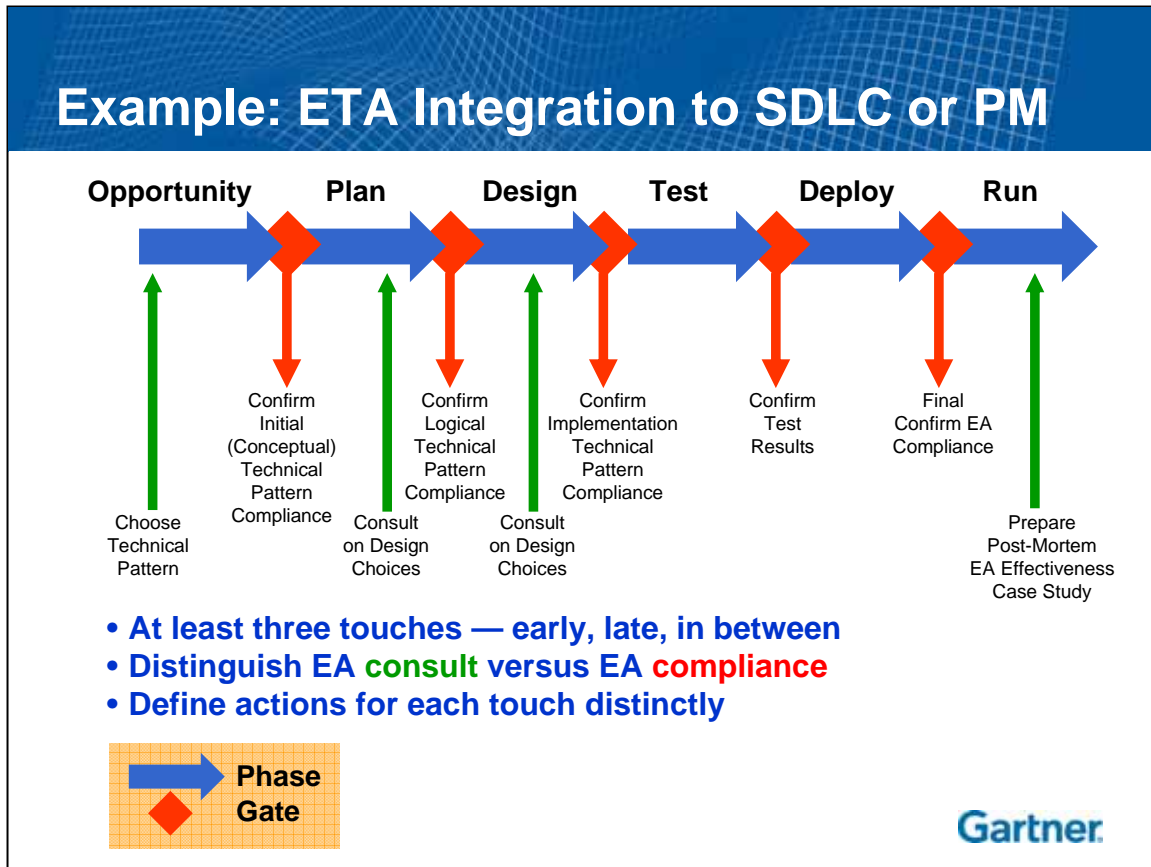 Example: ETA Integration to SDLC or PM
Opportunity Plan Design Test Deploy Run
Confirm
Initial
(Conceptual)
Technical
Pattern
Compliance
Confirm
Logical
Technical
Pattern
Compliance
Confirm
Implementation
Technical
Pattern
Compliance
Confirm
Test
Results
Final
Confirm EA
Compliance
Choose
Technical
Pattern
Consult
on Design
Choices
Consult
on Design
Choices
Prepare
Post-Mortem
EA Effectiveness
Case Study
• At least three touches — early, late, in between
• Distinguish EA consult versus EA compliance
• Define actions for each touch distinctly
Phase
Gate
Gartner